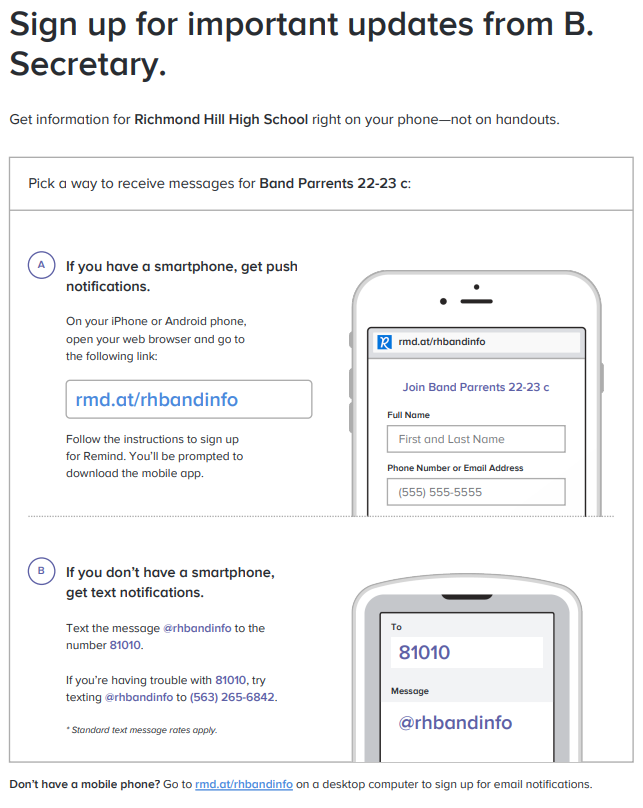 Sign up for important updates from B.
Secretary.
Get information for Richmond Hill High School right on your phone—not on handouts.
Pick a way to receive messages for Band Parrents 22-23 c:
A
If you have a smartphone, get push
notifications.
On your iPhone or Android phone,
open your web browser and go to
the following link:
rmd.at/rhbandinfo
Follow the instructions to sign up
for Remind. You'll be prompted to
download the mobile app.
rmd.at/rhbandinfo
Join Band Parrents 22-23 c
Full Name
First and Last Name
Phone Number or Email Address
(555) 555-5555
B
If you don't have a smartphone,
get text notifications.
Text the message @rhbandinfo to the
number 81010.
If you're having trouble with 81010, try
texting @rhbandinfo to (563) 265-6842.
* Standard text message rates apply.
To
81010
Message
@rhbandinfo
Don't have a mobile phone? Go to rmd.at/rhbandinfo on a desktop computer to sign up for email notifications.